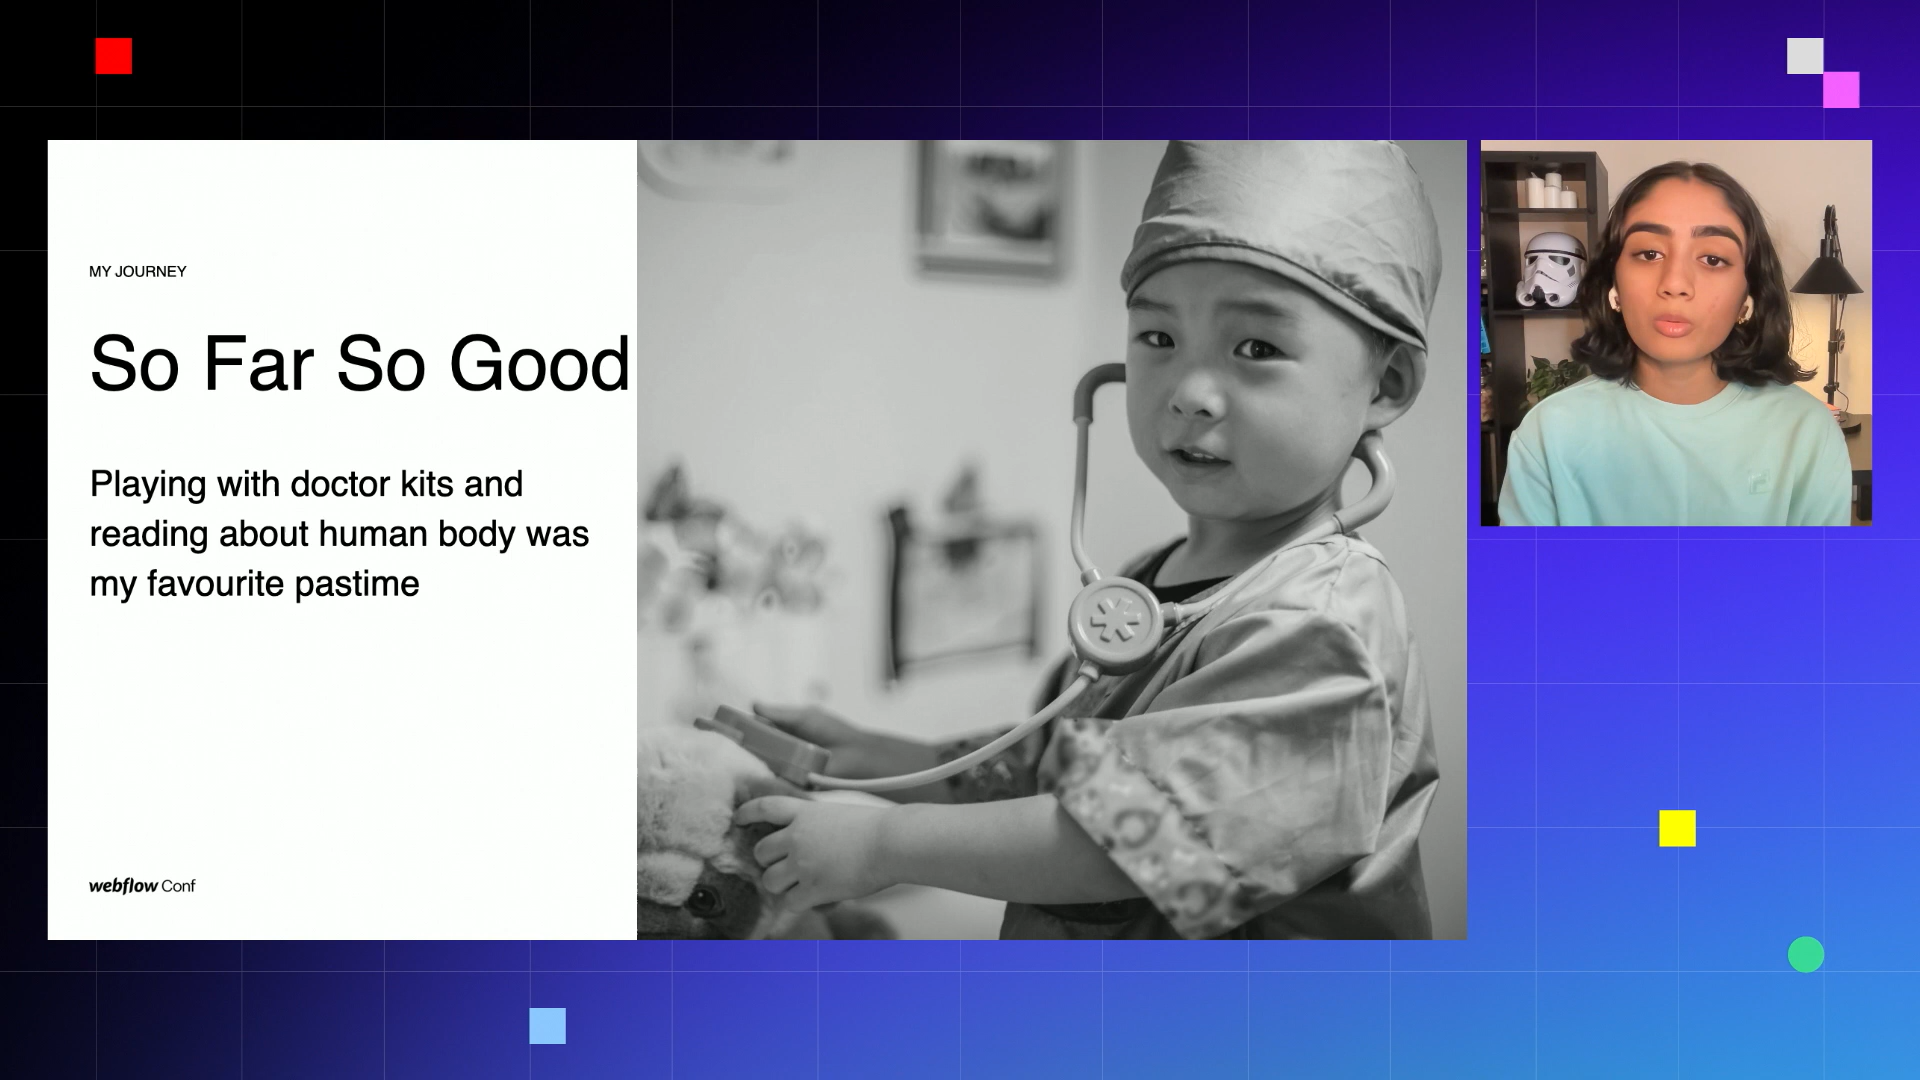 MY JOURNEY
So Far So Good
Playing with doctor kits and
reading about human body was
my favourite pastime
webflow Conf